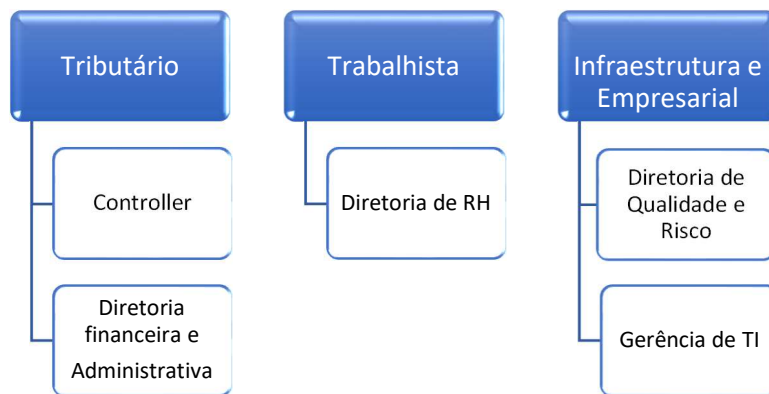 Tributário
Controller
Diretoria
financeira e
Administrativa
Trabalhista
Diretoria de RH
Infraestrutura e
Empresarial
Diretoria de
Qualidade e
Risco
Gerência de TI